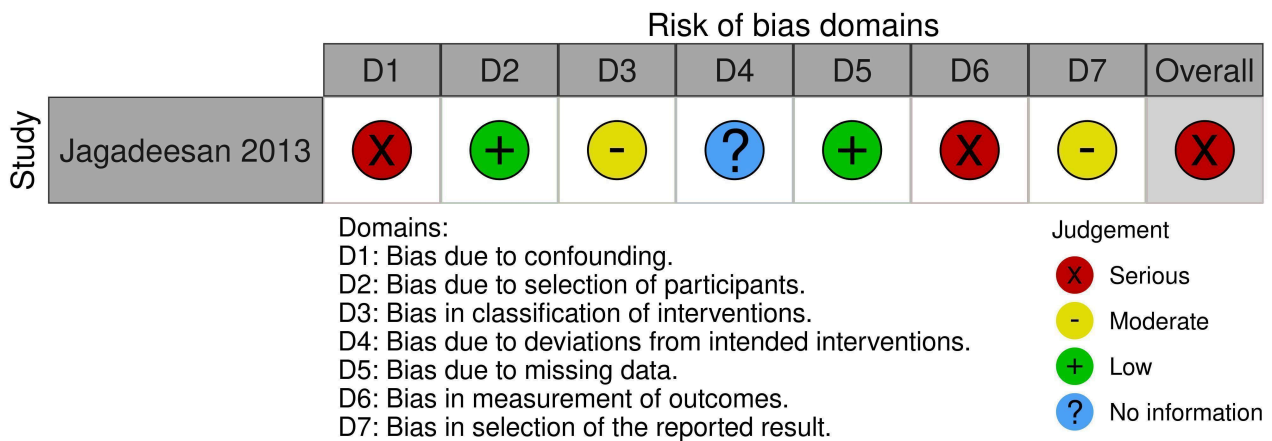 Risk of bias domains
D1 D2 D3 D4 D5 D6 D7 Overall
Study
Jagadeesan 2013 X + - ? + X - X
Domains:
D1: Bias due to confounding.
D2: Bias due to selection of participants.
D3: Bias in classification of interventions.
D4: Bias due to deviations from intended interventions.
D5: Bias due to missing data.
D6: Bias in measurement of outcomes.
D7: Bias in selection of the reported result.
Judgement
X Serious
- Moderate
+ Low
? No information